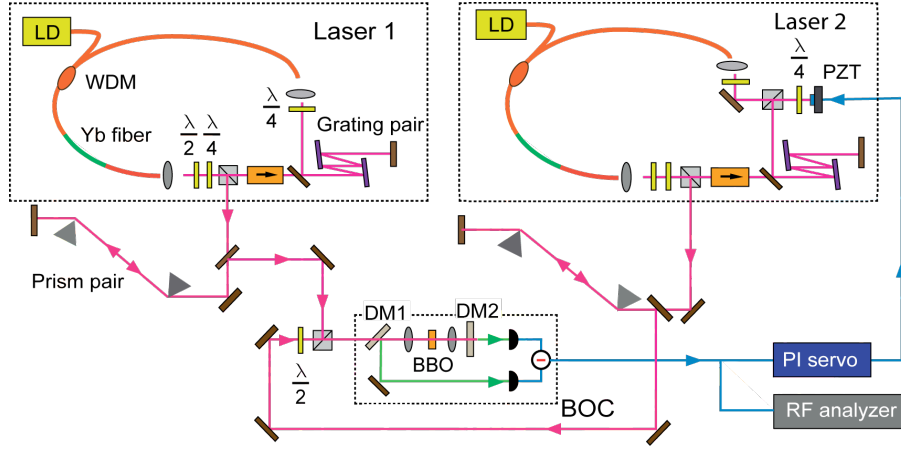 LD
Laser 1
WDM
λ/4
Yb fiber
λ/2
λ/4
Grating pair
LD
Laser 2
λ/4
PZT
Prism pair
DM1
DM2
BBO
λ/2
BOC
PI servo
RF analyzer